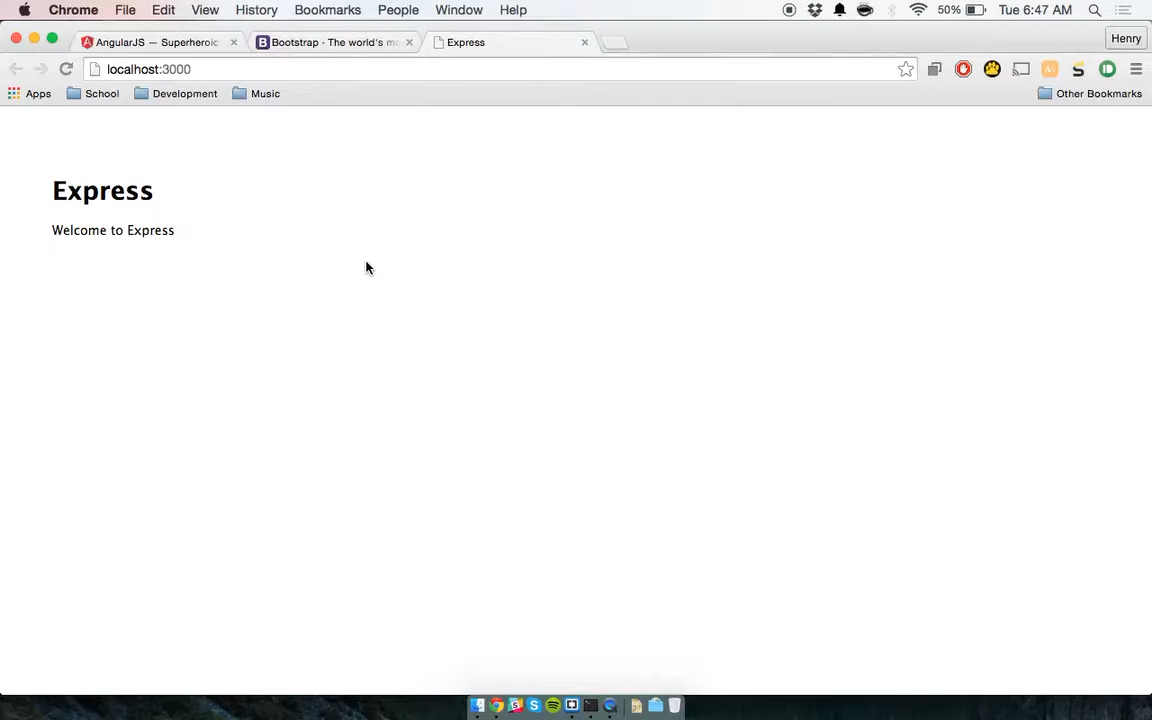 Chrome File Edit View History Bookmarks People Window Help 50% Tue 6:47 AM
AngularJS — Superheroic Bootstrap · The world's mo Express Henry
localhost:3000
Apps School Development Music Other Bookmarks
Express
Welcome to Express